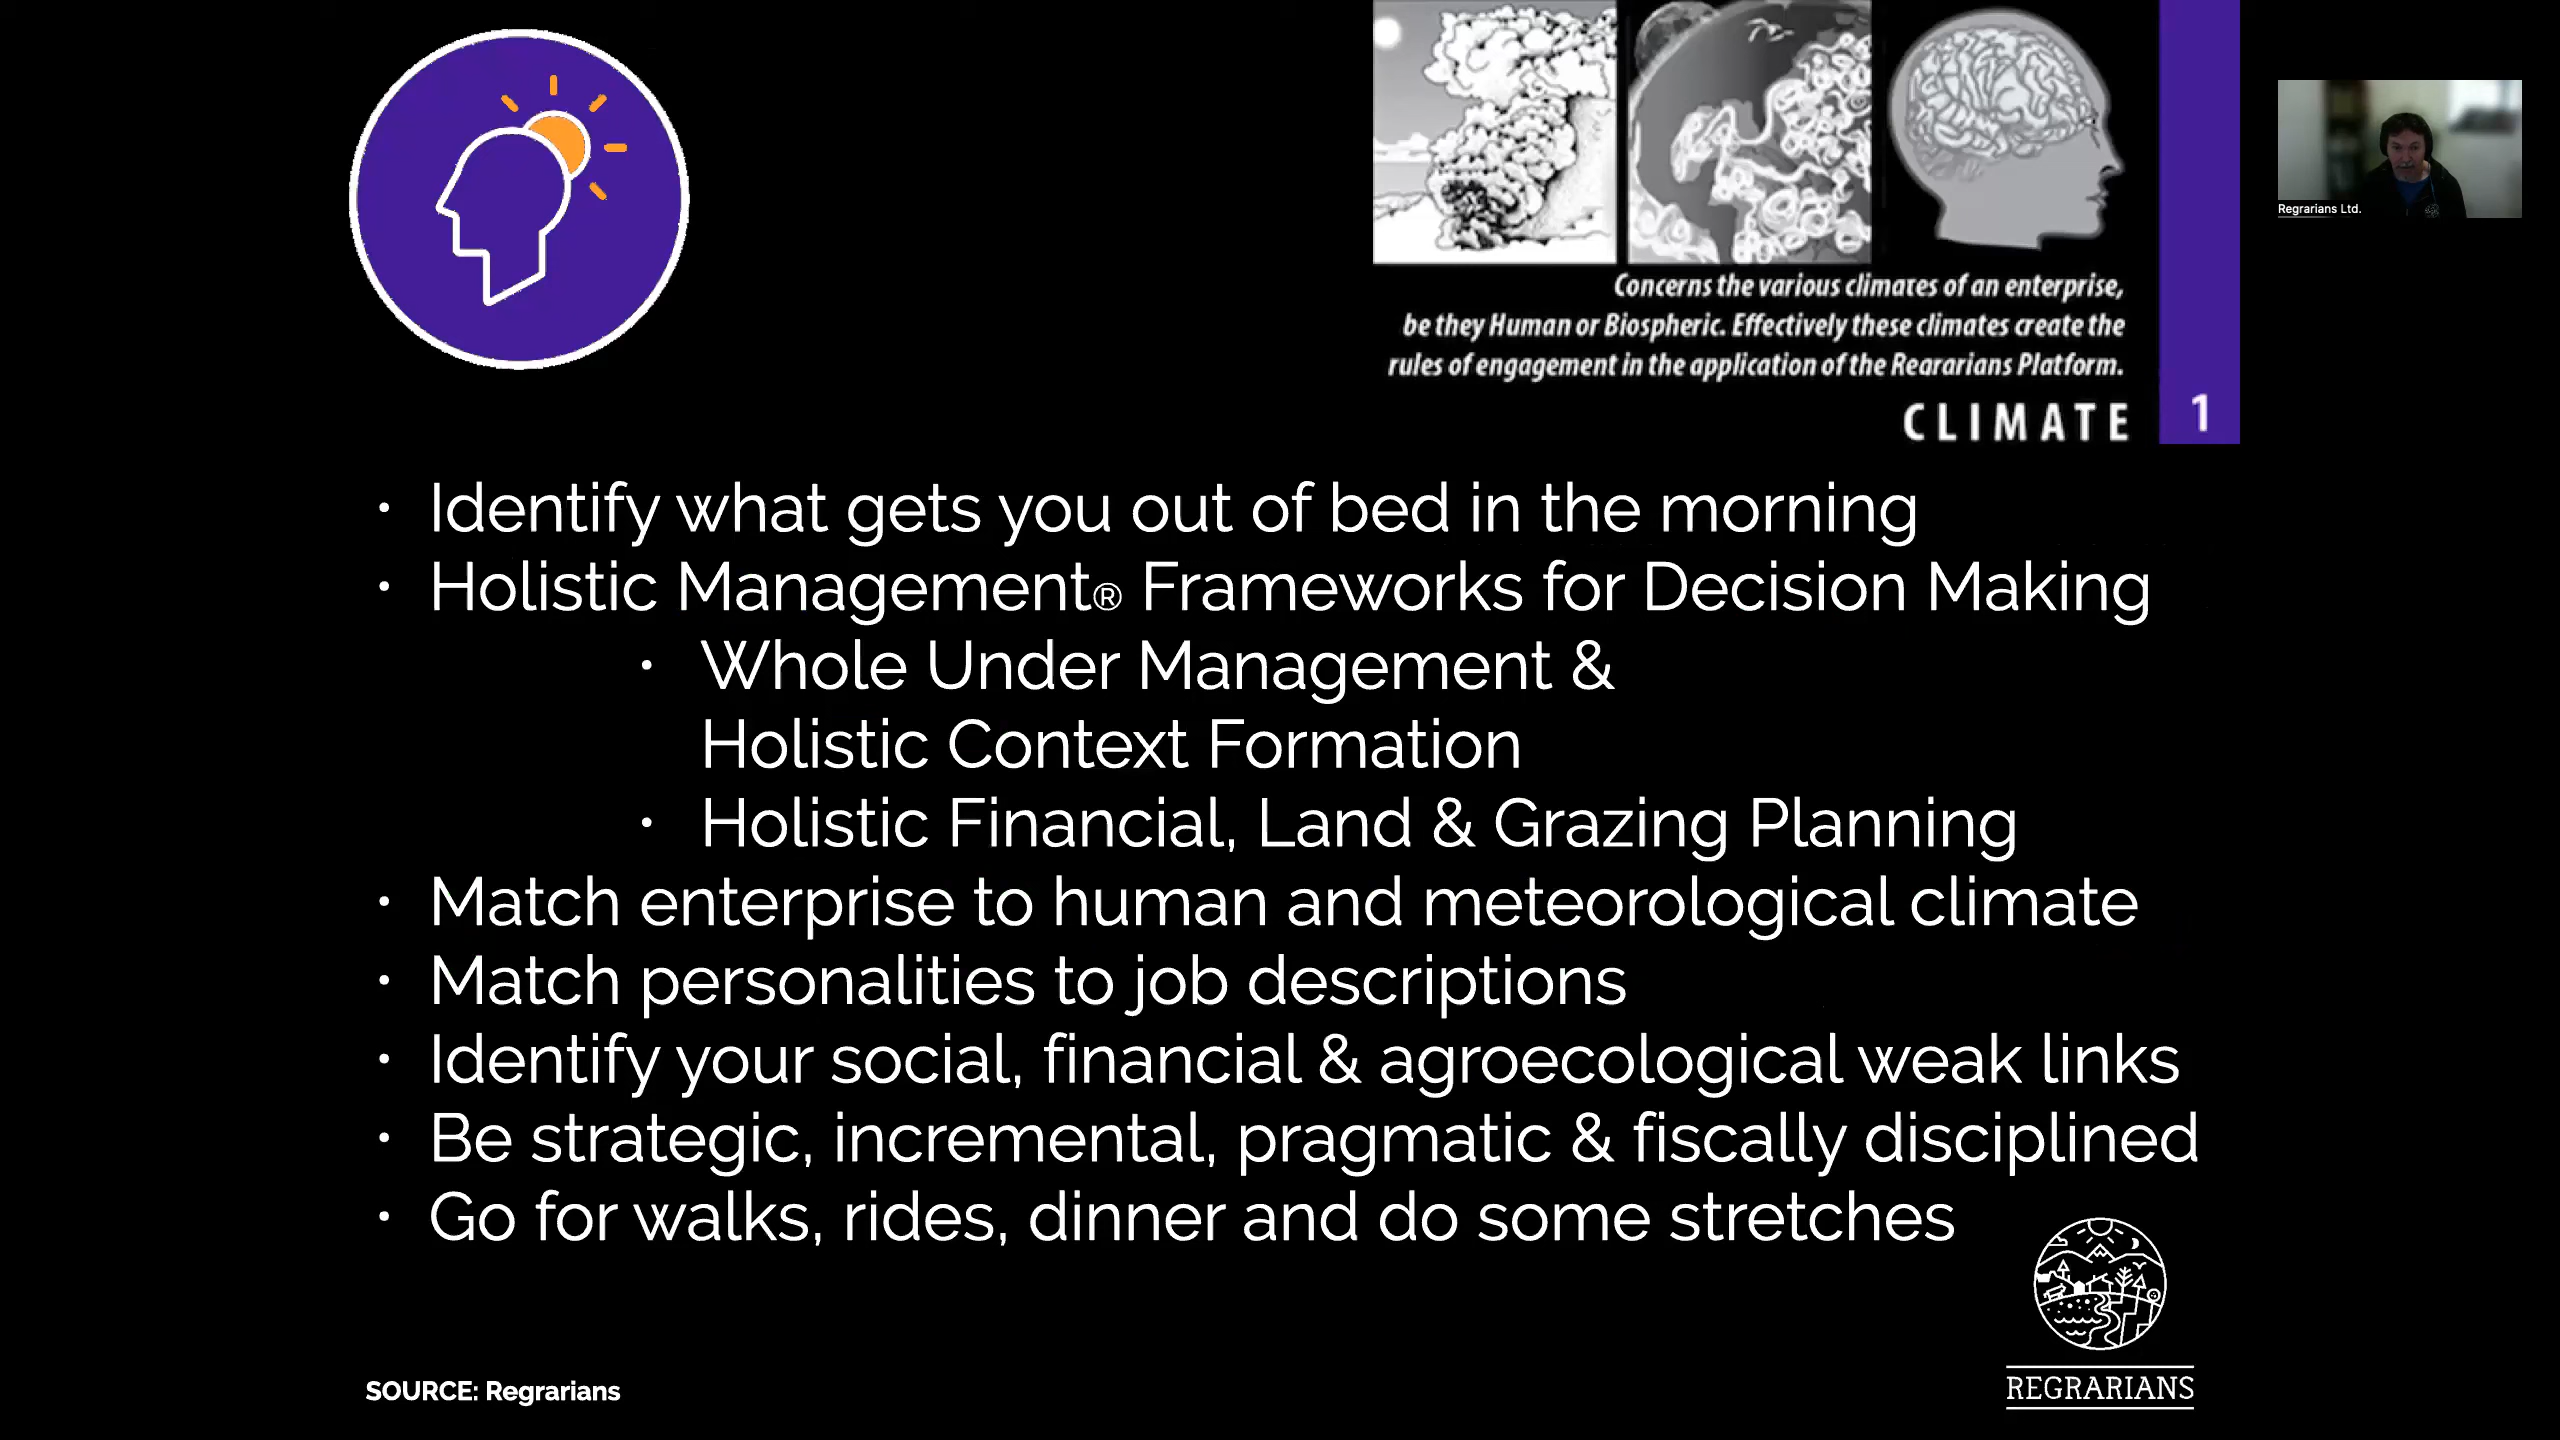 Concerns the various climates of an enterprise,
be they Human or Biospheric. Effectively these climates create the
rules of engagement in the application of the Rearararians Platform.
CLIMATE 1
Regrarians Ltd.
• Identify what gets you out of bed in the morning
• Holistic Management® Frameworks for Decision Making
• Whole Under Management &
Holistic Context Formation
• Holistic Financial, Land & Grazing Planning
• Match enterprise to human and meteorological climate
• Match personalities to job descriptions
• Identify your social, financial & agroecological weak links
• Be strategic, incremental, pragmatic & fiscally disciplined
• Go for walks, rides, dinner and do some stretches
SOURCE: Regrarians
REGRARIANS